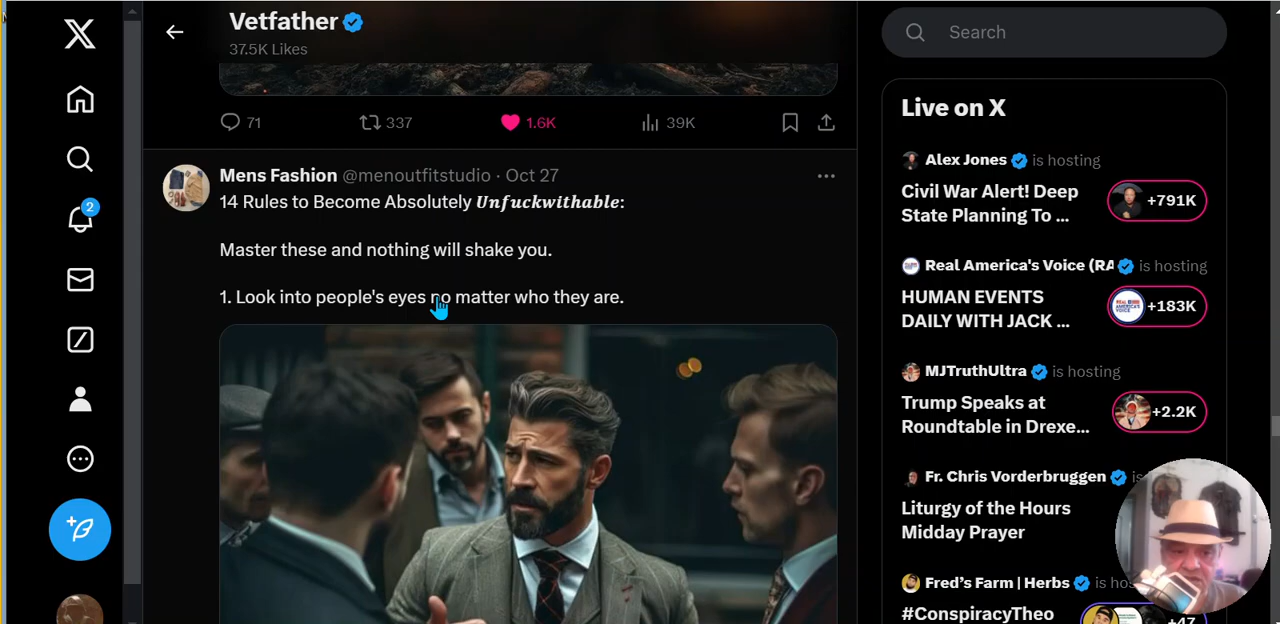 Vetfather
37.5K Likes
71
337
1.6K
39K
Mens Fashion @menoutfitstudio · Oct 27
14 Rules to Become Absolutely Unfuckwithable:
Master these and nothing will shake you.
1. Look into people's eyes no matter who they are.
2
Search
Live on X
Alex Jones is hosting
Civil War Alert! Deep
State Planning To ...
+791K
Real America's Voice (RA is hosting
HUMAN EVENTS
DAILY WITH JACK ...
+183K
MJTruthUltra is hosting
Trump Speaks at
Roundtable in Drexe...
+2.2K
Fr. Chris Vorderbruggen is
Liturgy of the Hours
Midday Prayer
Fred's Farm | Herbs is hos
#ConspiracyTheo
+47